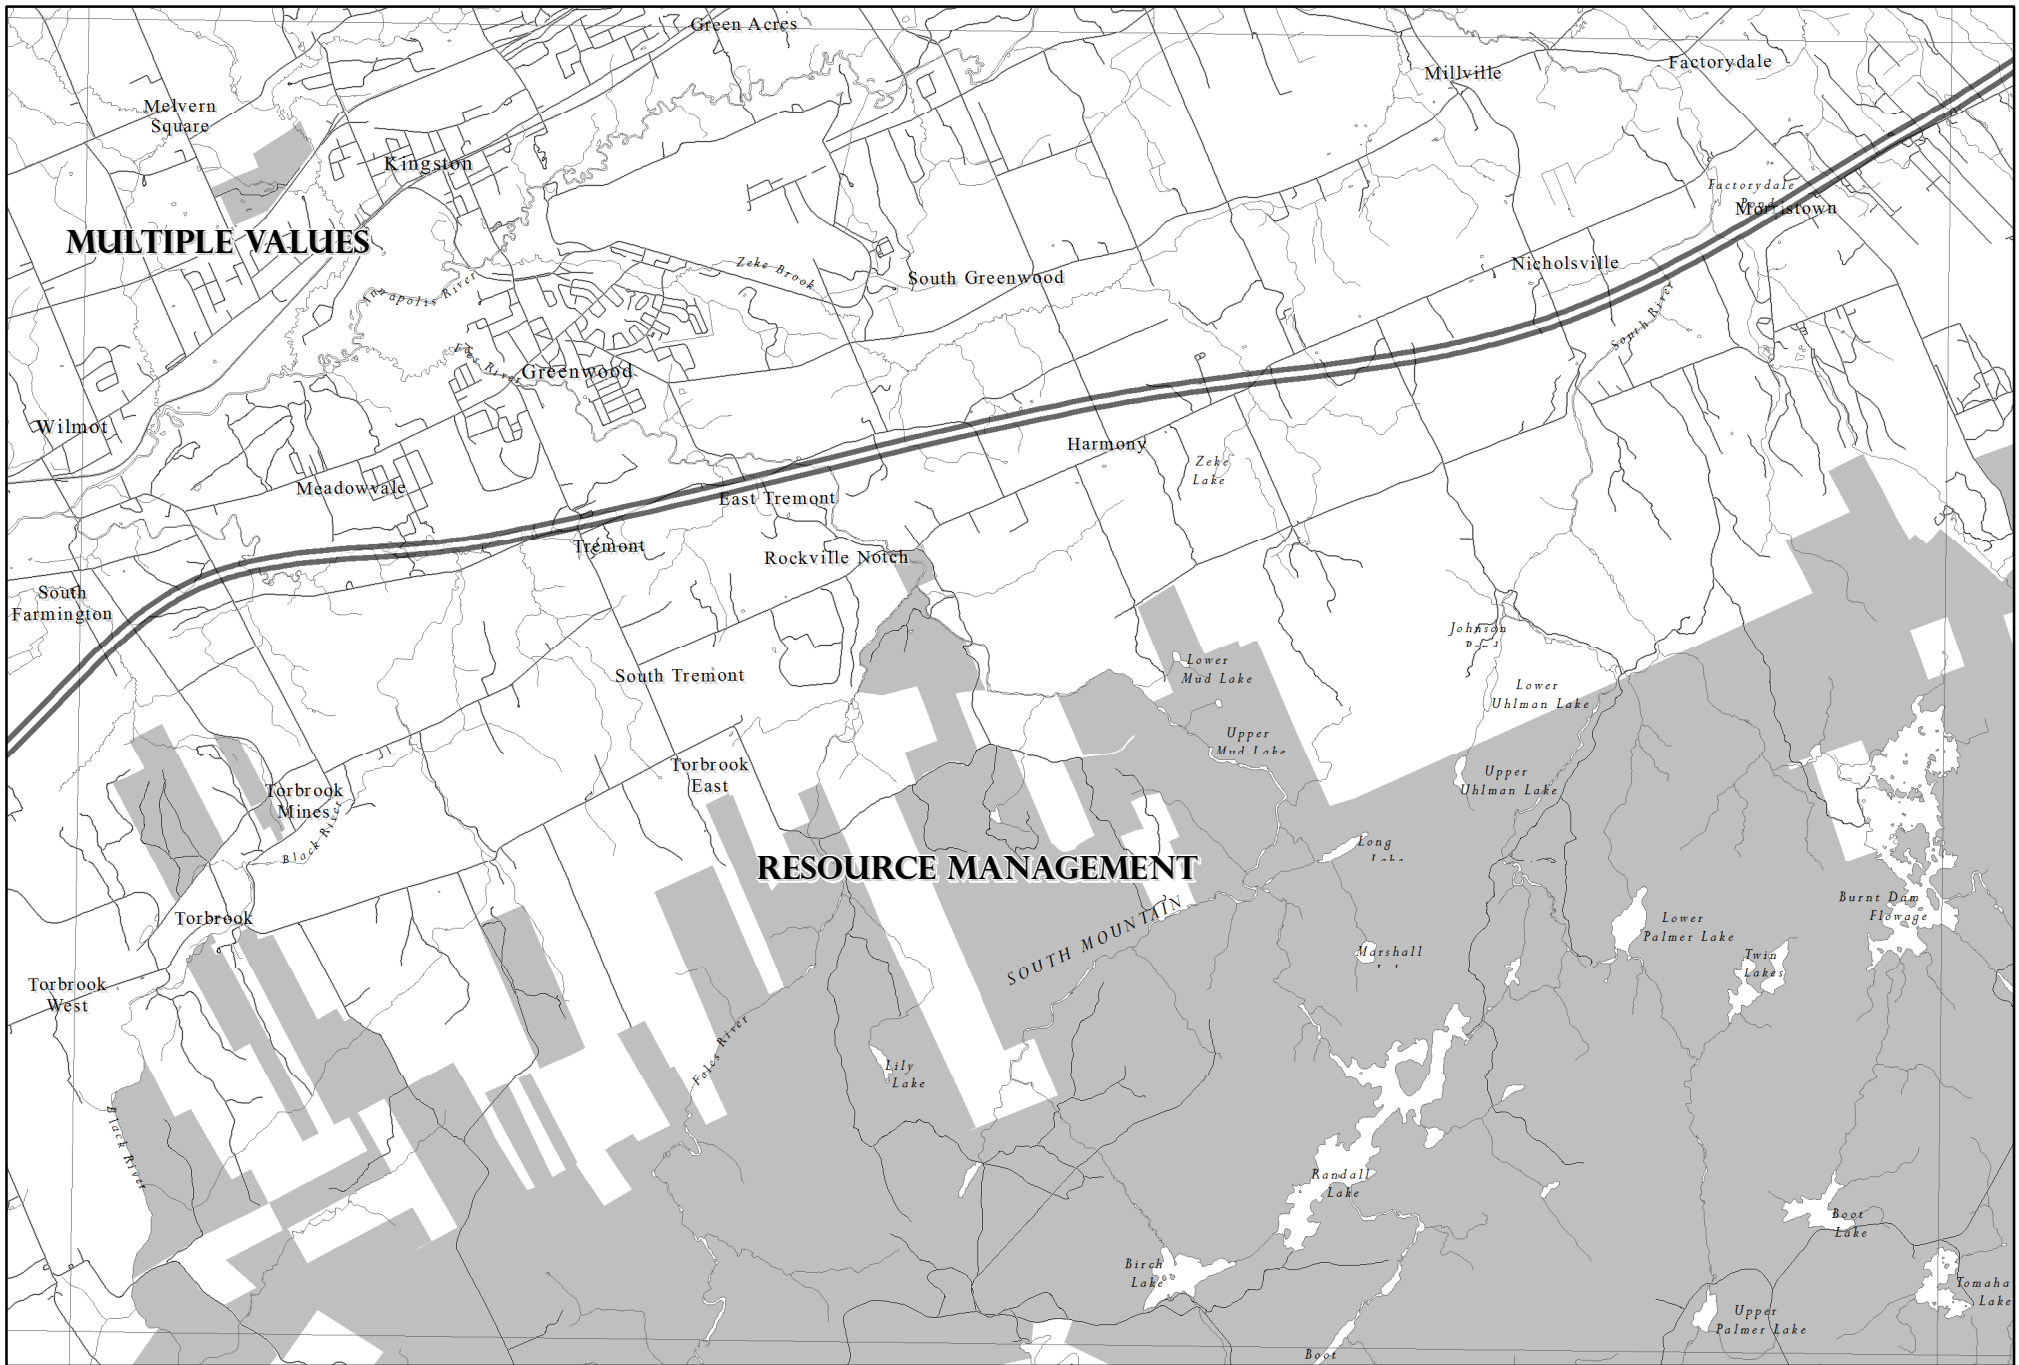 Green Acres
Factorydale
Millville
Melvern
Square
Kingston
Factorydale
Morristown
MULTIPLE VALUES
Zeke Brook
South Greenwood
Nicholsville
Annapolis River
South River
Fales River
Greenwood
Wilmot
Harmony
Zeke
Lake
Meadowvale
East Tremont
Tremont
Rockville Notch
South
Farmington
Johnson
Lower
Mud Lake
South Tremont
Lower
Uhlman Lake
Upper
Mud Lake
Torbrook
East
Upper
Uhlman Lake
Torbrook
Mines
Black River
Long
Lake
RESOURCE MANAGEMENT
Burnt Dam
Flowage
Torbrook
Lower
Palmer Lake
SOUTH MOUNTAIN
Marshall
Twin
Lakes
Torbrook
West
Fales River
Lily
Lake
Black River
Randall
Lake
Boot
Lake
Birch
Lake
Tomaha
Lake
Upper
Palmer Lake
Boot